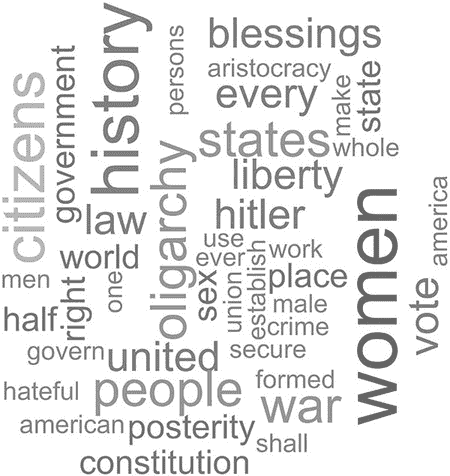 blessings
history
persons
aristocracy
citizens
government
every
make
state
states
whole
oligarchy
liberty
law
hitler
women
america
use
world
ever
work
men
right
one
sex
union
establish
place
vote
half
male
crime
govern
united
secure
hateful
people
formed
war
american
posterity
shall
constitution